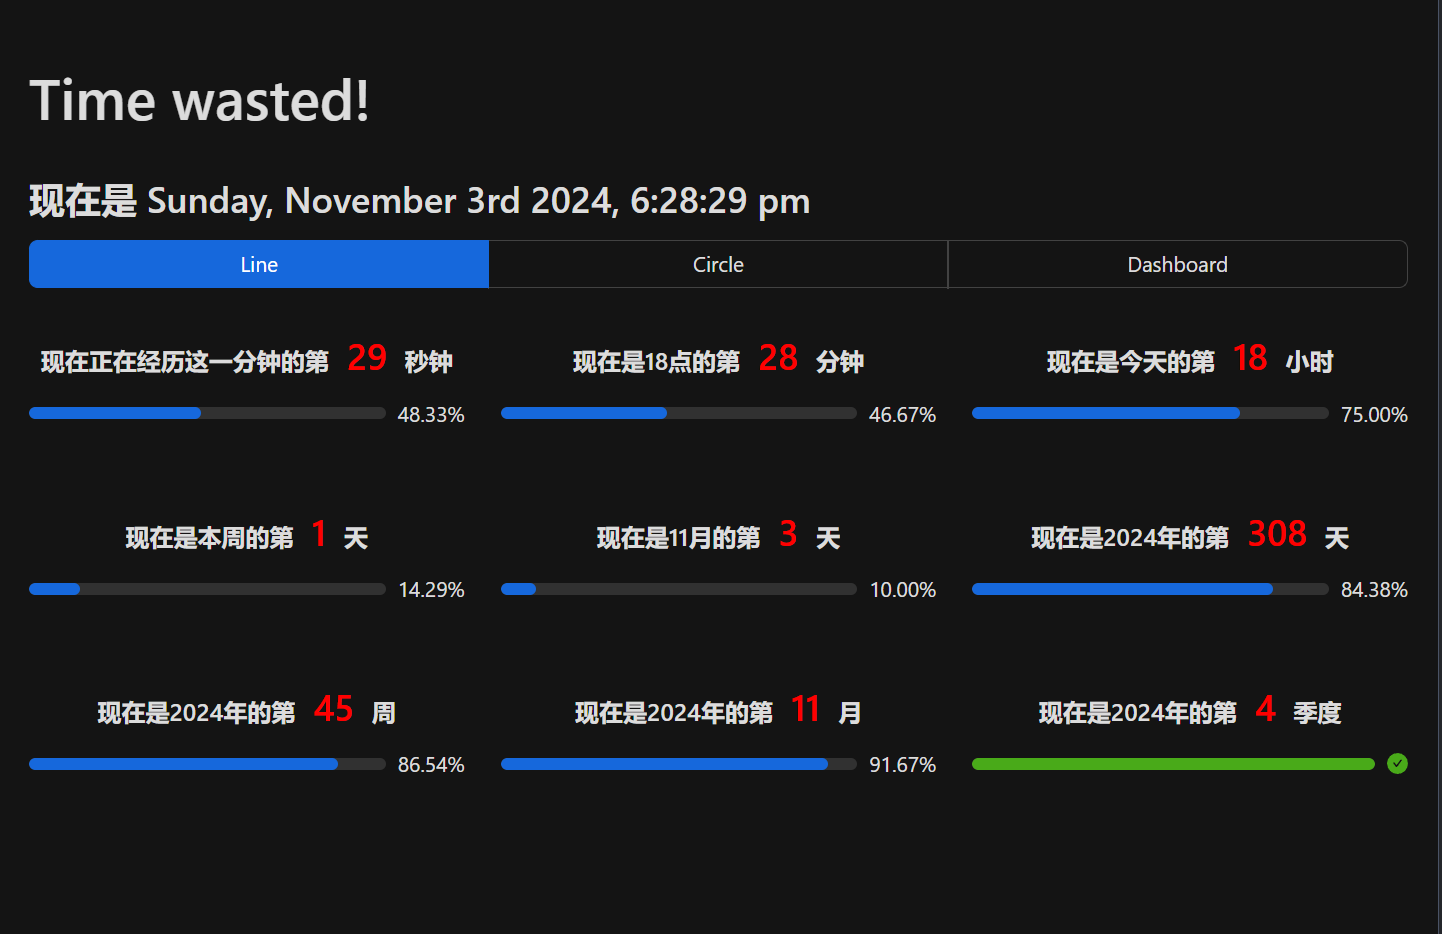 Time wasted!
现在是 Sunday, November 3rd 2024, 6:28:29 pm
Line
Circle
Dashboard
现在正在经历这一分钟的第 29 秒钟
48.33%
现在是18点的第 28 分钟
46.67%
现在是今天的第 18 小时
75.00%
现在是本周的第 1 天
14.29%
现在是11月的第 3 天
10.00%
现在是2024年的第 308 天
84.38%
现在是2024年的第 45 周
86.54%
现在是2024年的第 11 月
91.67%
现在是2024年的第 4 季度